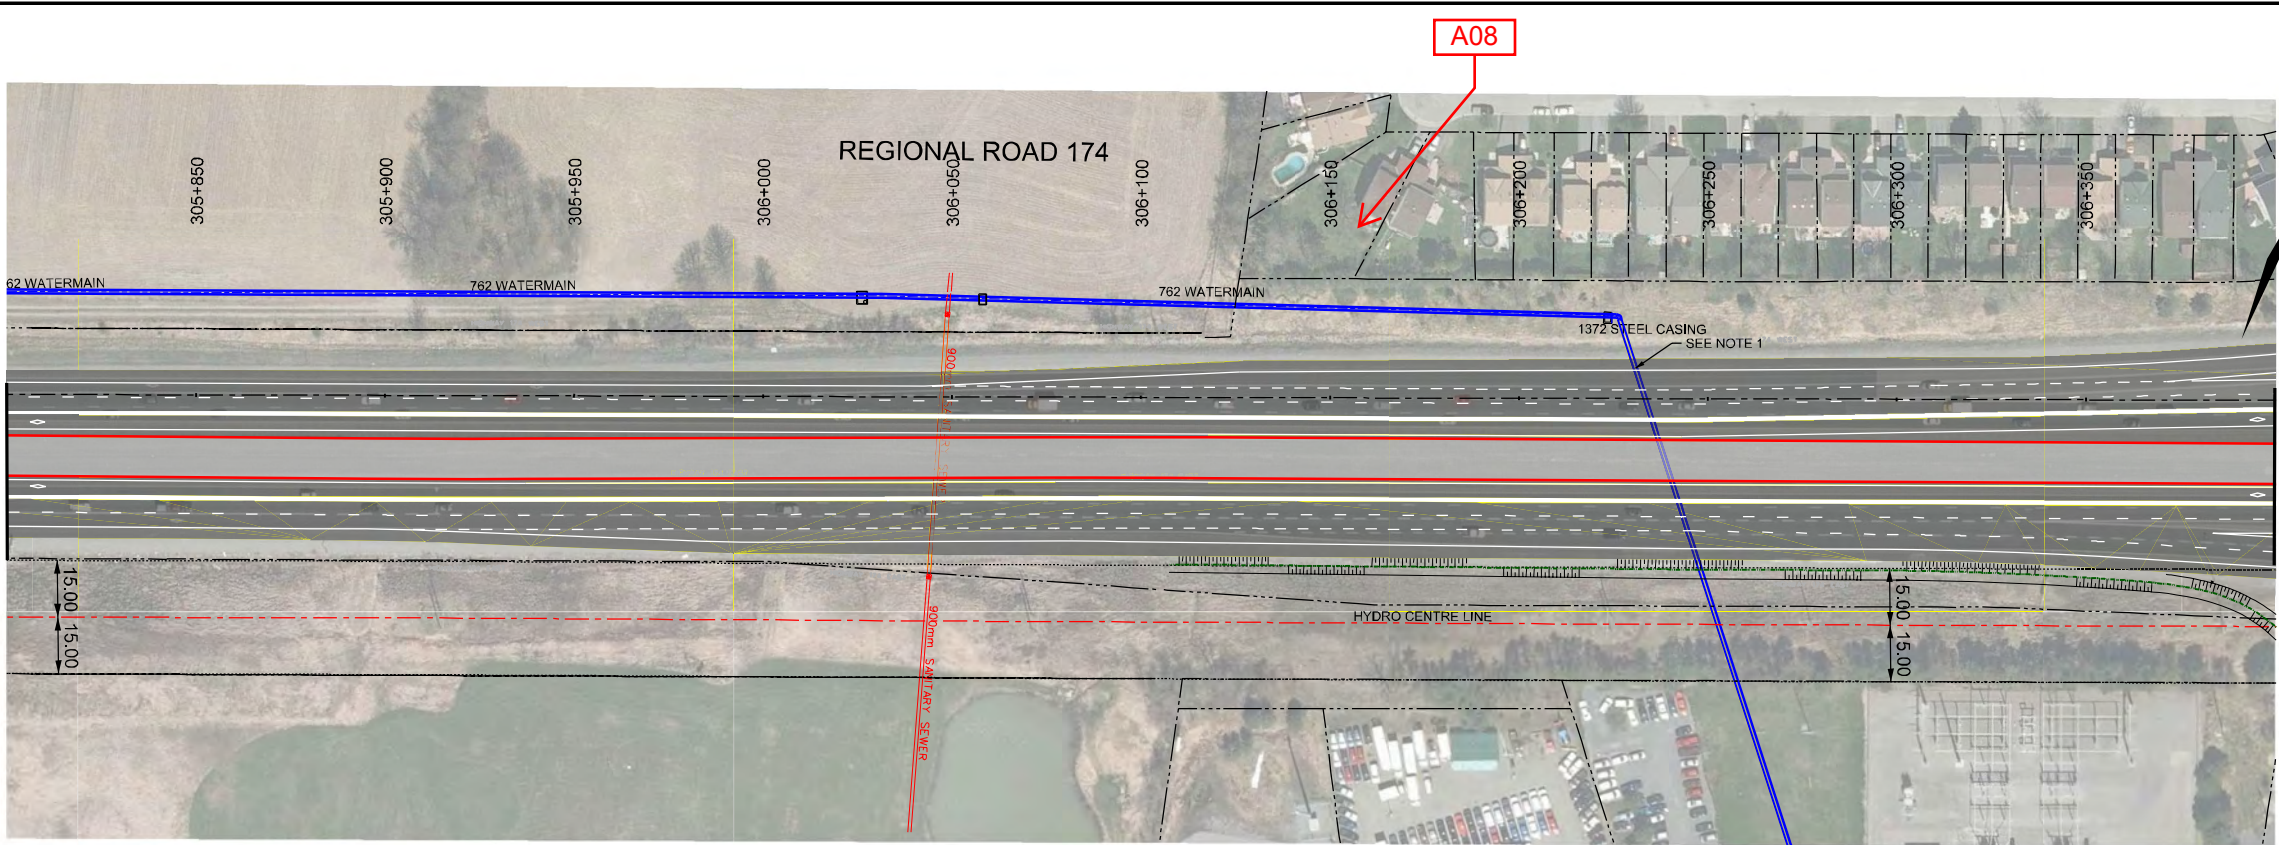 A08
REGIONAL ROAD 174
305+850
305+900
305+950
306+000
306+050
306+100
306+150
306+200
306+250
306+300
306+350
62 WATERMAIN
762 WATERMAIN
762 WATERMAIN
1372 STEEL CASING
SEE NOTE 1
15.00
15.00
900mm SANITARY SEWER
HYDRO CENTRE LINE
15.00
15.00